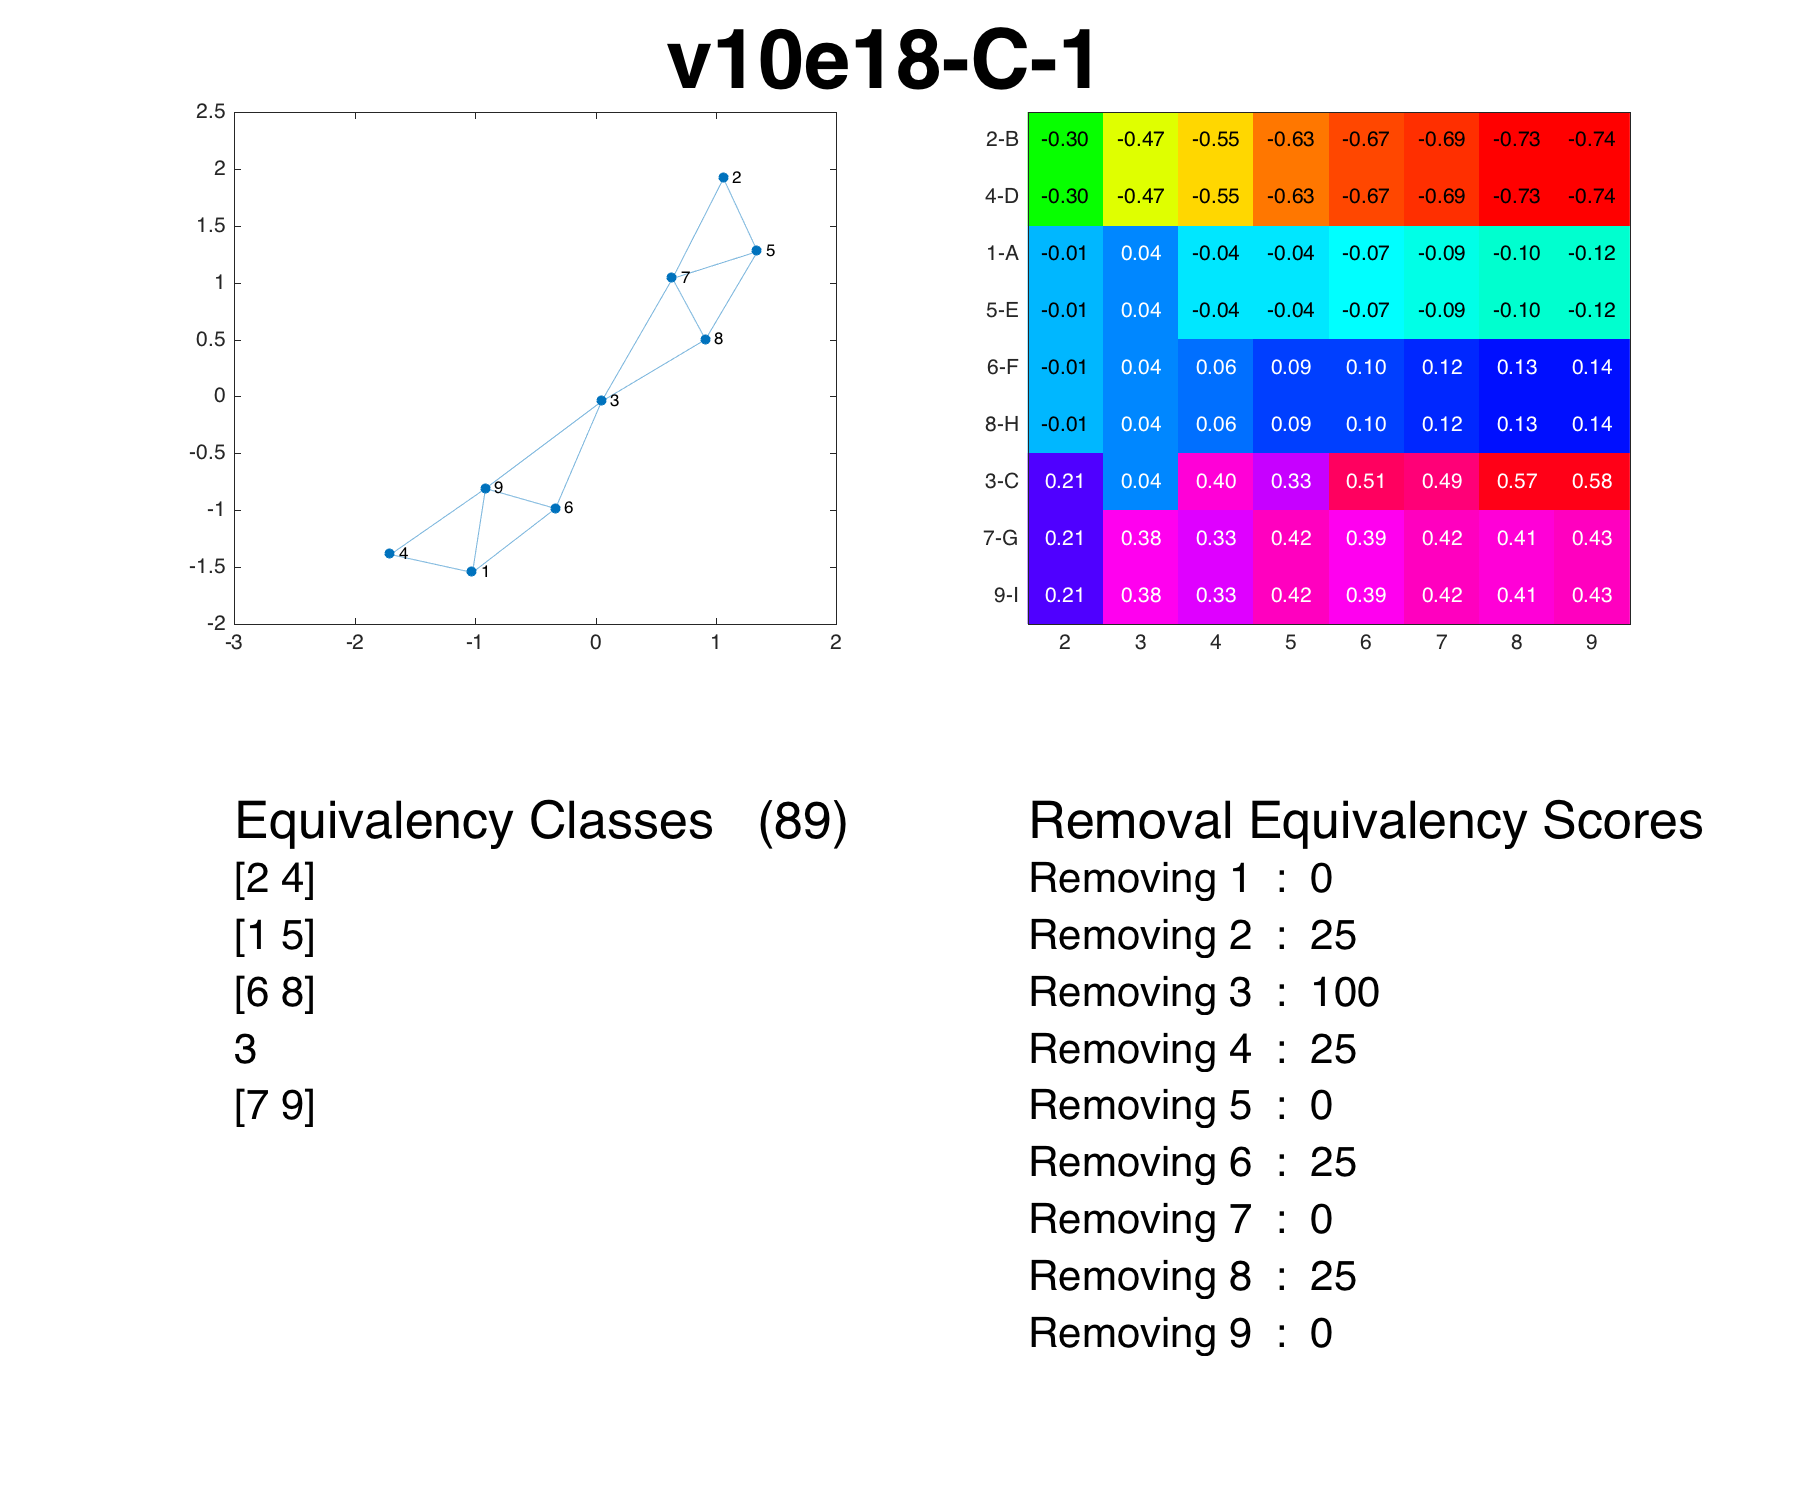 v10e18-C-1
2.5
2
1.5
1
0.5
0
-0.5
-1
-1.5
-2
-3 -2 -1 0 1 2
2
5
7
8
3
9
6
4
1
2-B -0.30 -0.47 -0.55 -0.63 -0.67 -0.69 -0.73 -0.74
4-D -0.30 -0.47 -0.55 -0.63 -0.67 -0.69 -0.73 -0.74
1-A -0.01 0.04 -0.04 -0.04 -0.07 -0.09 -0.10 -0.12
5-E -0.01 0.04 -0.04 -0.04 -0.07 -0.09 -0.10 -0.12
6-F -0.01 0.04 0.06 0.09 0.10 0.12 0.13 0.14
8-H -0.01 0.04 0.06 0.09 0.10 0.12 0.13 0.14
3-C 0.21 0.04 0.40 0.33 0.51 0.49 0.57 0.58
7-G 0.21 0.38 0.33 0.42 0.39 0.42 0.41 0.43
9-I 0.21 0.38 0.33 0.42 0.39 0.42 0.41 0.43
2 3 4 5 6 7 8 9
Equivalency Classes (89)
[2 4]
[1 5]
[6 8]
3
[7 9]
Removal Equivalency Scores
Removing 1 : 0
Removing 2 : 25
Removing 3 : 100
Removing 4 : 25
Removing 5 : 0
Removing 6 : 25
Removing 7 : 0
Removing 8 : 25
Removing 9 : 0